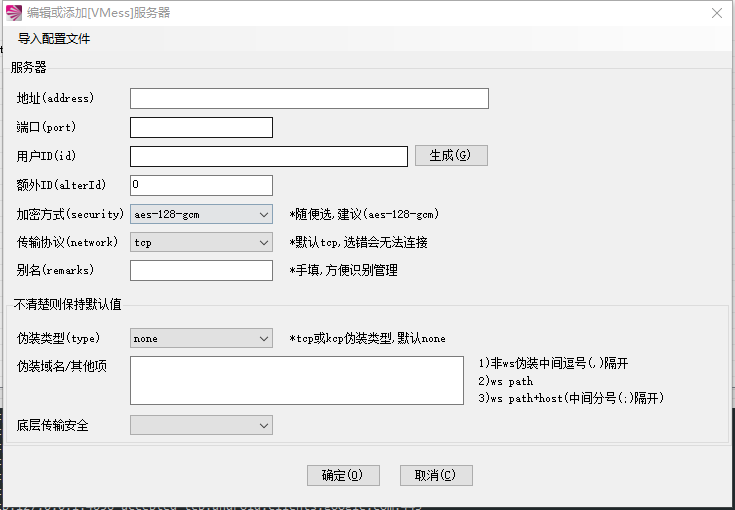 编辑或添加[VMess]服务器
导入配置文件
服务器
地址(address)
端口(port)
用户ID(id) 生成(G)
额外ID(alterId) 0
加密方式(security) aes-128-gcm *随便选,建议(aes-128-gcm)
传输协议(network) tcp *默认tcp,选错会无法连接
别名(remarks) *手填,方便识别管理
不清楚则保持默认值
伪装类型(type) none *tcp或kcp伪装类型,默认none
伪装域名/其他项 1)非ws伪装中间逗号(,)隔开
2)ws path
3)ws path+host(中间分号(;)隔开)
底层传输安全
确定(O) 取消(C)